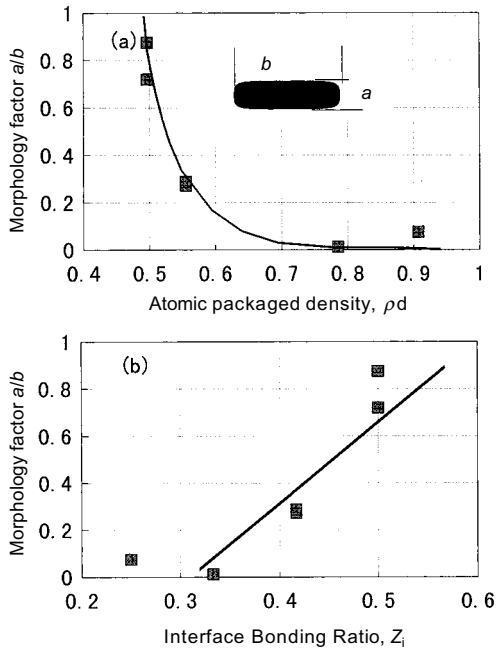 Morphology factor a/b
1
0.8
0.6
0.4
0.2
0
(a)
b
a
0.4 0.5 0.6 0.7 0.8 0.9 1
Atomic packaged density, ρd
Morphology factor a/b
1
0.8
0.6
0.4
0.2
0
(b)
0.2 0.3 0.4 0.5 0.6
Interface Bonding Ratio, Zi